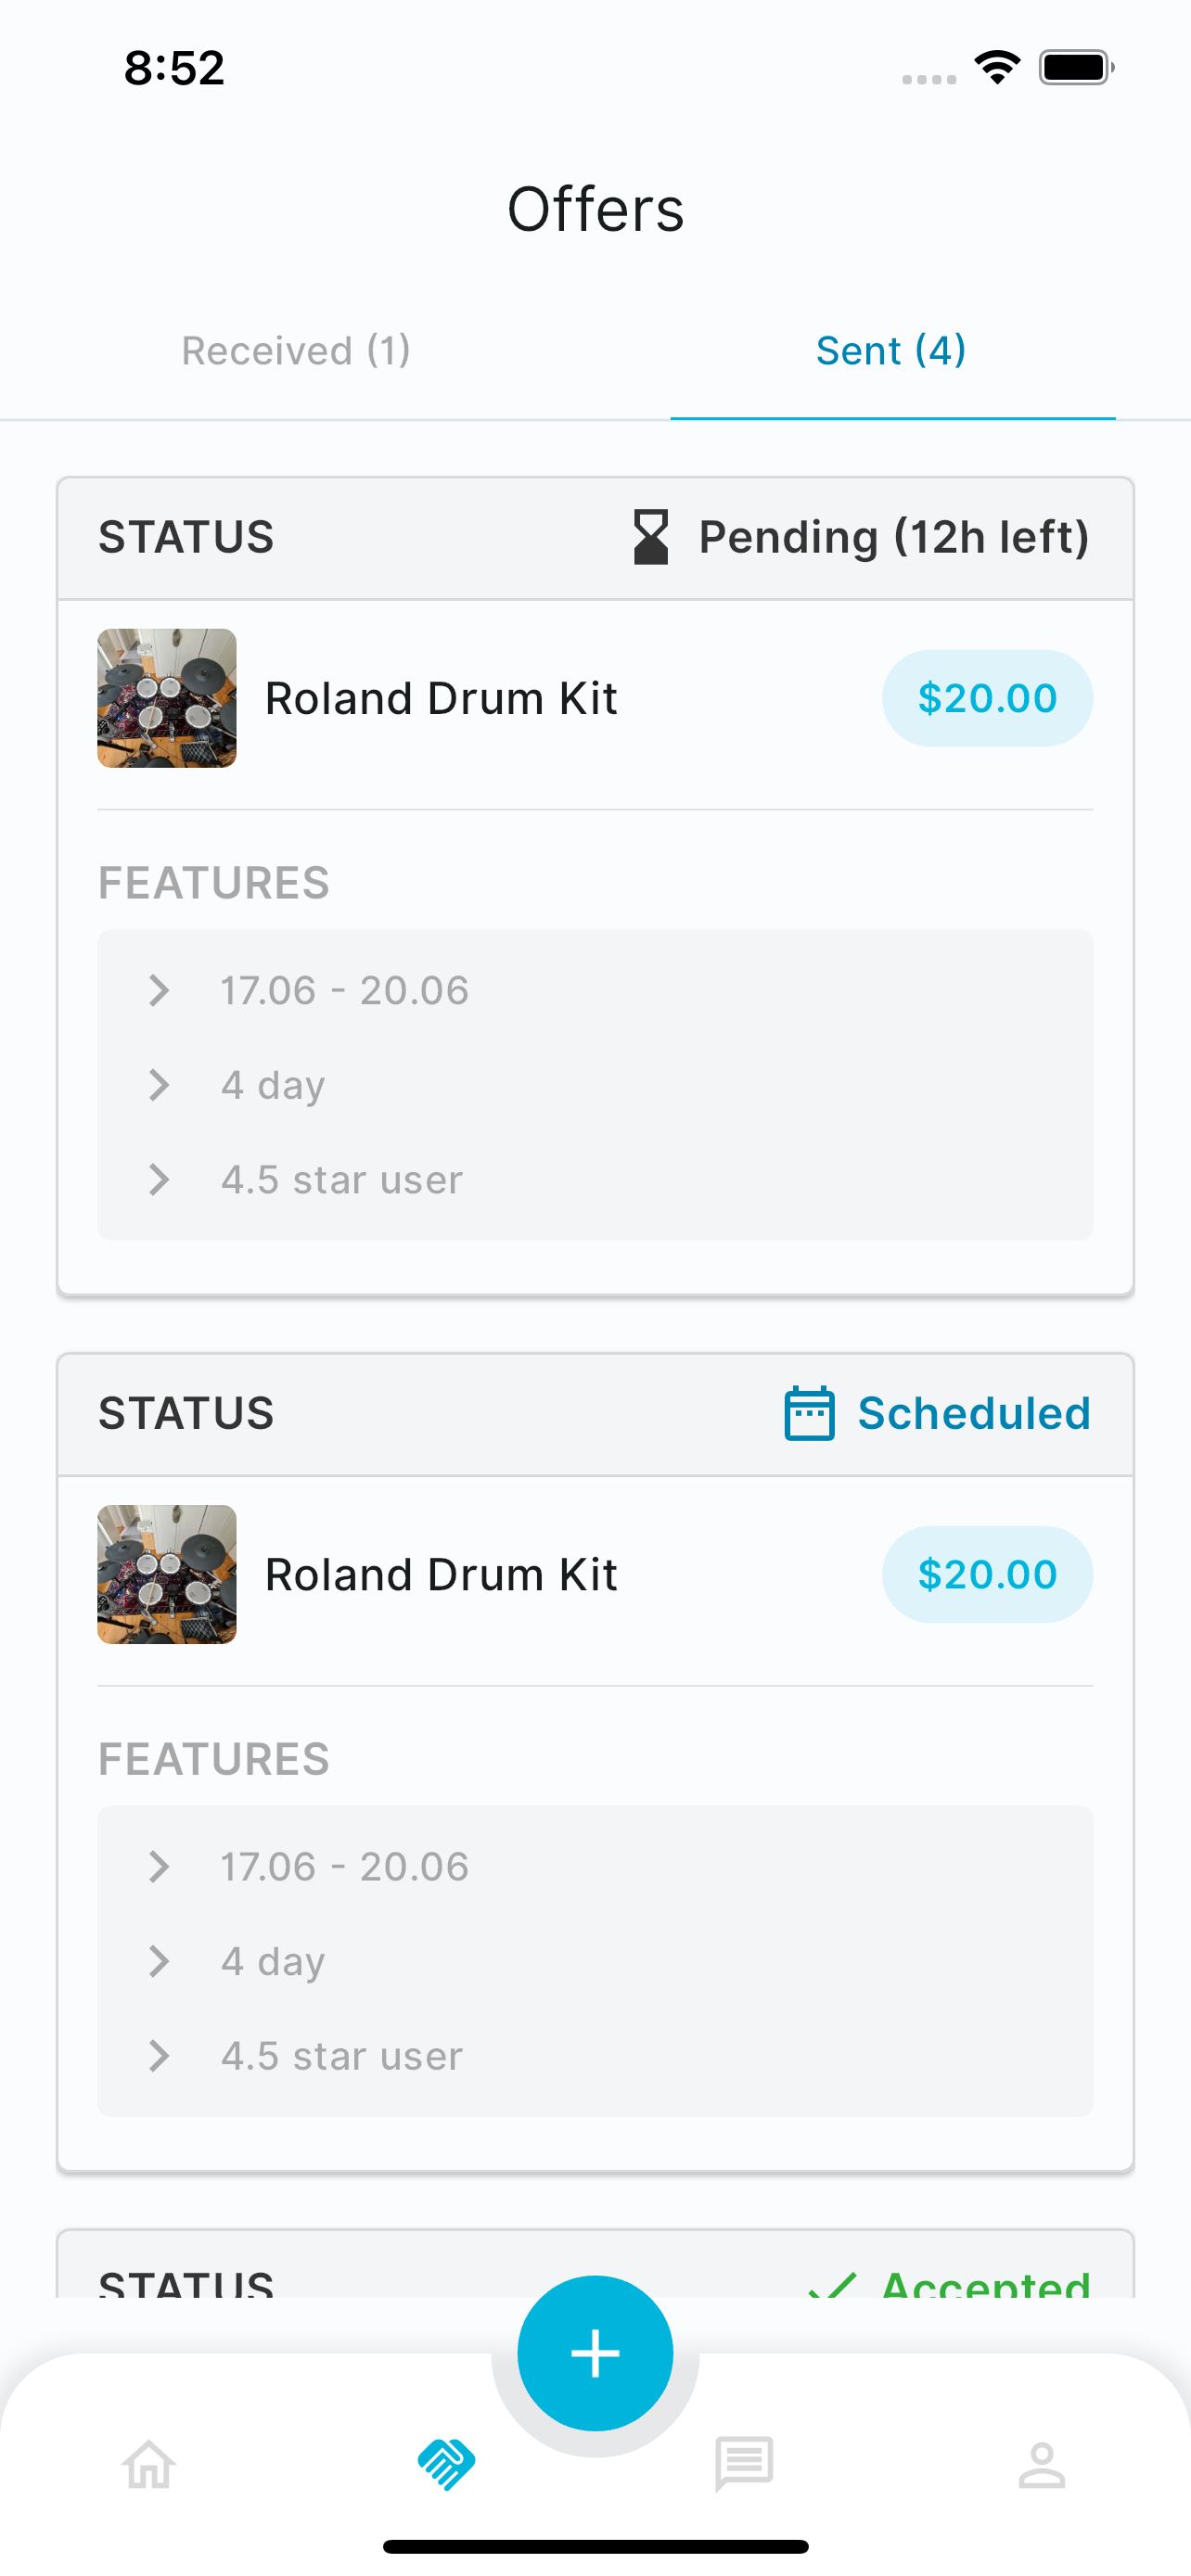 8:52
Offers
Received (1)
Sent (4)
STATUS
Pending (12h left)
Roland Drum Kit
$20.00
FEATURES
17.06 - 20.06
4 day
4.5 star user
STATUS
Scheduled
Roland Drum Kit
$20.00
FEATURES
17.06 - 20.06
4 day
4.5 star user
STATUS
Accepted